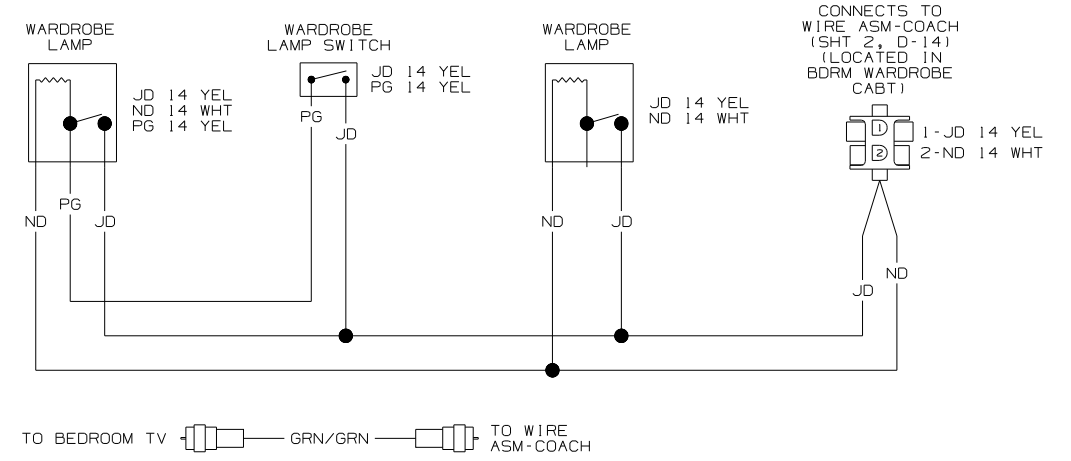 WARDROBE
LAMP
JD 14 YEL
ND 14 WHT
PG 14 YEL
ND
PG
JD
WARDROBE
LAMP SWITCH
JD 14 YEL
PG 14 YEL
PG
JD
WARDROBE
LAMP
JD 14 YEL
ND 14 WHT
ND
JD
CONNECTS TO
WIRE ASM-COACH
(SHT 2, D-14)
(LOCATED IN
BDRM WARDROBE
CABT)
1
2
1-JD 14 YEL
2-ND 14 WHT
JD
ND
TO BEDROOM TV
GRN/GRN
TO WIRE
ASM-COACH